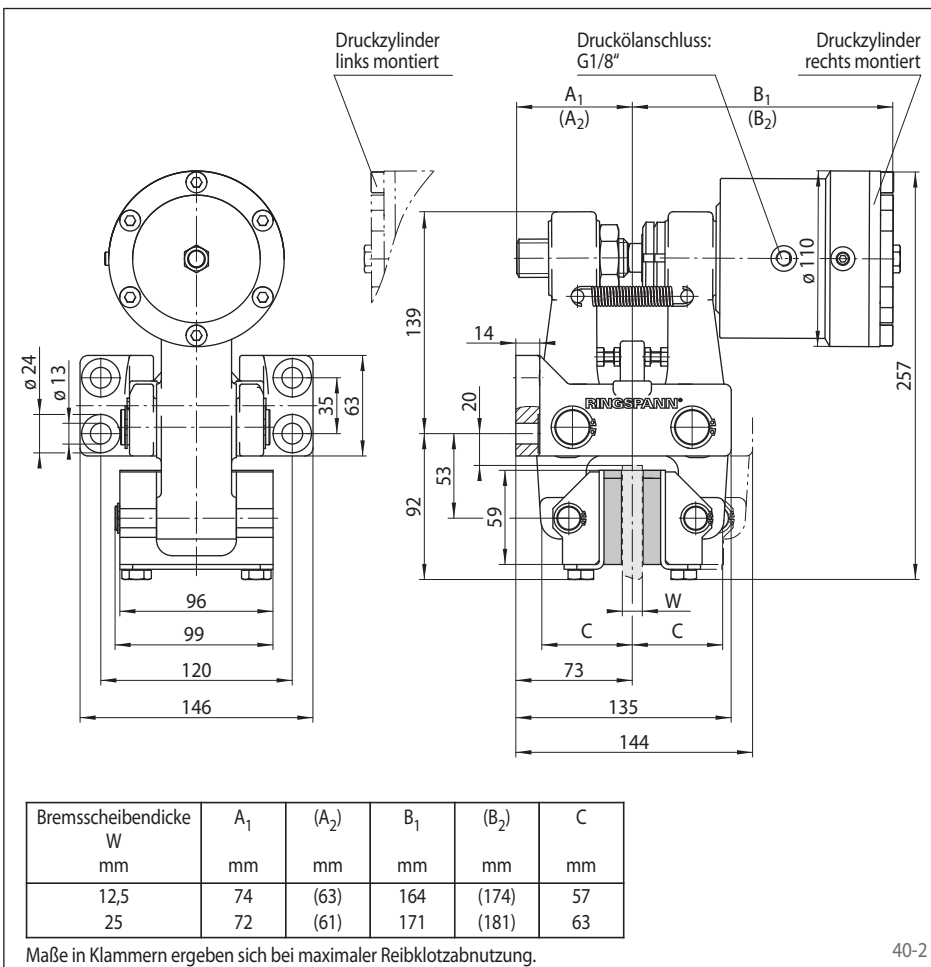 Druckzylinder
links montiert
Druckölanschluss:
G1/8“
Druckzylinder
rechts montiert
A1
(A2)
B1
(B2)
139
14
ø 110
257
ø 24
ø 13
35
63
20
RINGSPANN®
53
92
59
96
99
120
146
W
C
C
73
135
144
Bremsscheibendicke
W
mm
A1
mm
(A2)
mm
B1
mm
(B2)
mm
C
mm
12,5 74 (63) 164 (174) 57
25 72 (61) 171 (181) 63
Maße in Klammern ergeben sich bei maximaler Reibklotzabnutzung.
40-2